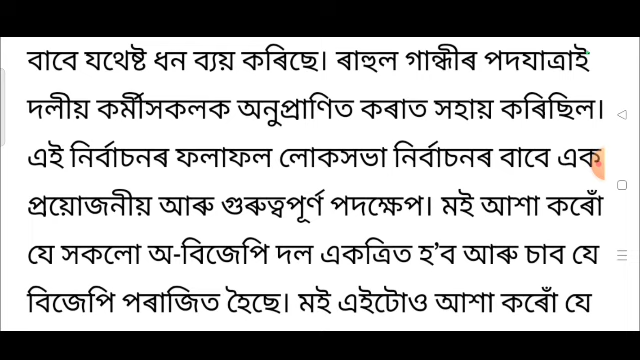 বাবে যথেষ্ট ধন ব্যয় কৰিছে। ৰাহুল গান্ধীৰ পদযাত্ৰাই
দলীয় কৰ্মীসকলক অনুপ্ৰাণিত কৰাত সহায় কৰিছিল।
এই নিৰ্বাচনৰ ফলাফল লোকসভা নিৰ্বাচনৰ বাবে এক
প্ৰয়োজনীয় আৰু গুৰুত্বপূৰ্ণ পদক্ষেপ। মই আশা কৰোঁ
যে সকলো অ-বিজেপি দল একত্ৰিত হ’ব আৰু চাব যে
বিজেপি পৰাজিত হৈছে। মই এইটোও আশা কৰোঁ যে